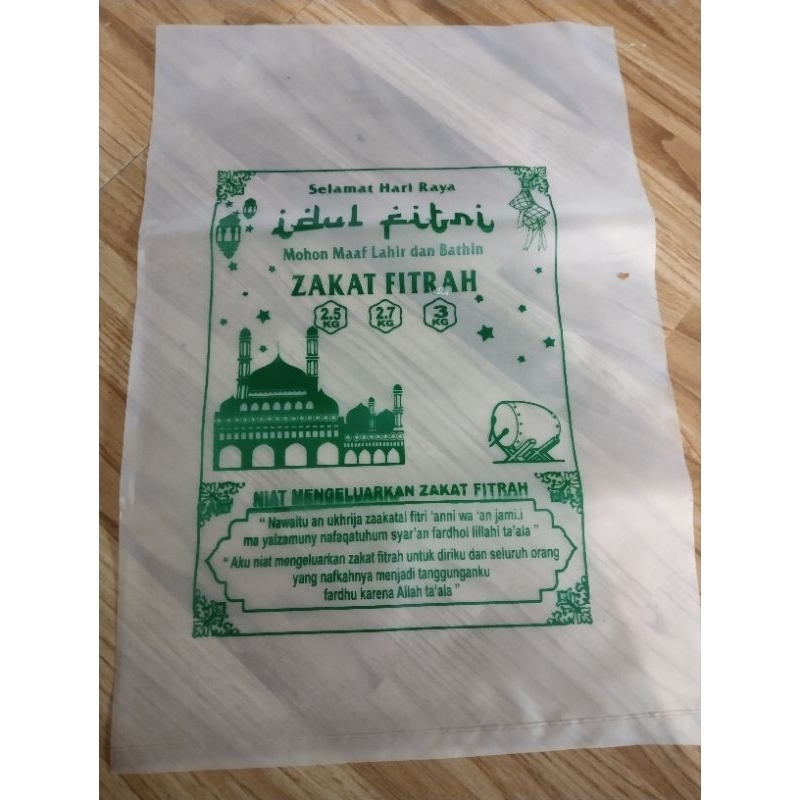 Selamat Hari Raya
idul fitri
Mohon Maaf Lahir dan Bathin
ZAKAT FITRAH
2.5 KG 2.7 KG 3 KG
NIAT MENGELUARKAN ZAKAT FITRAH
“ Nawaitu an ukhrija zaakatal fitri 'anni wa 'an jami.i
ma yalzamuny nafaqatuhum syar'an fardhol lillahi ta'ala ”
“ Aku niat mengeluarkan zakat fitrah untuk diriku dan seluruh orang
yang nafkahnya menjadi tanggunganku
fardhu karena Allah ta'ala ”